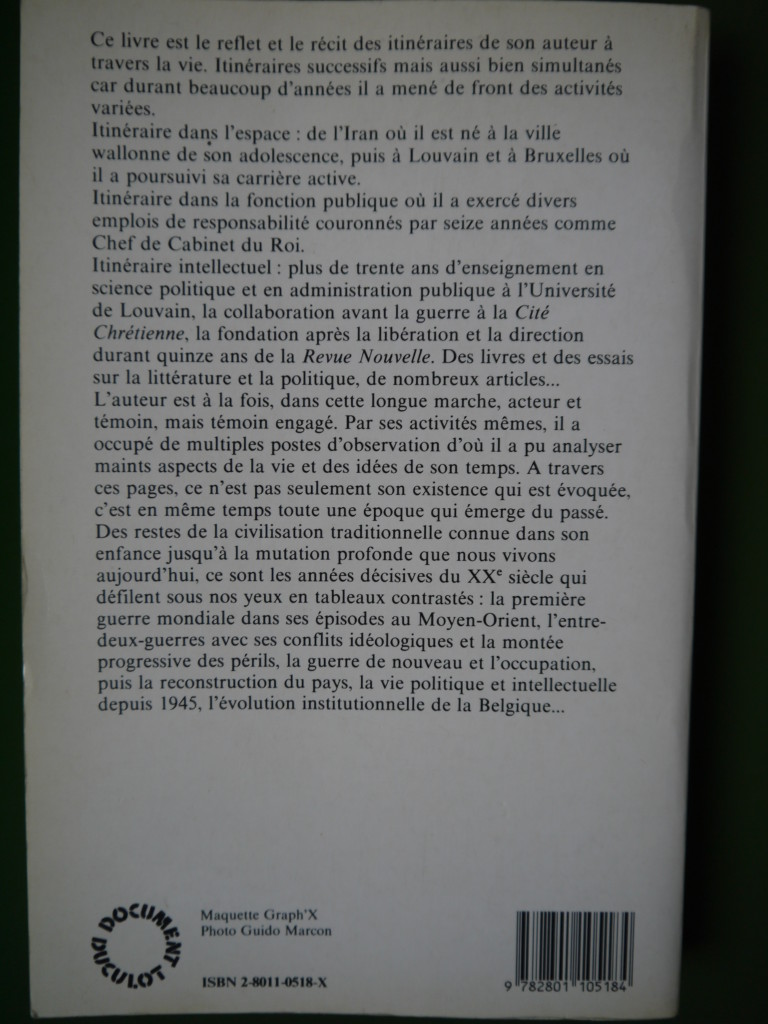 Ce livre est le reflet et le récit des itinéraires de son auteur à
travers la vie. Itinéraires successifs mais aussi bien simultanés
car durant beaucoup d'années il a mené de front des activités
variées.
Itinéraire dans l'espace : de l'Iran où il est né à la ville
wallonne de son adolescence, puis à Louvain et à Bruxelles où
il a poursuivi sa carrière active.
Itinéraire dans la fonction publique où il a exercé divers
emplois de responsabilité couronnés par seize années comme
Chef de Cabinet du Roi.
Itinéraire intellectuel : plus de trente ans d'enseignement en
science politique et en administration publique à l'Université
de Louvain, la collaboration avant la guerre à la Cité
Chrétienne, la fondation après la libération et la direction
durant quinze ans de la Revue Nouvelle. Des livres et des essais
sur la littérature et la politique, de nombreux articles...
L'auteur est à la fois, dans cette longue marche, acteur et
témoin, mais témoin engagé. Par ses activités mêmes, il a
occupé de multiples postes d'observation d'où il a pu analyser
maints aspects de la vie et des idées de son temps. A travers
ces pages, ce n'est pas seulement son existence qui est évoquée,
c'est en même temps toute une époque qui émerge du passé.
Des restes de la civilisation traditionnelle connue dans son
enfance jusqu'à la mutation profonde que nous vivons
aujourd'hui, ce sont les années décisives du XXe siècle qui
défilent sous nos yeux en tableaux contrastés : la première
guerre mondiale dans ses épisodes au Moyen-Orient, l'entre-
deux-guerres avec ses conflits idéologiques et la montée
progressive des périls, la guerre de nouveau et l'occupation,
puis la reconstruction du pays, la vie politique et intellectuelle
depuis 1945, l'évolution institutionnelle de la Belgique...
DOCUMENT
DUCULOT
Maquette Graph'X
Photo Guido Marcon
ISBN 2-8011-0518-X
9 782801 105184